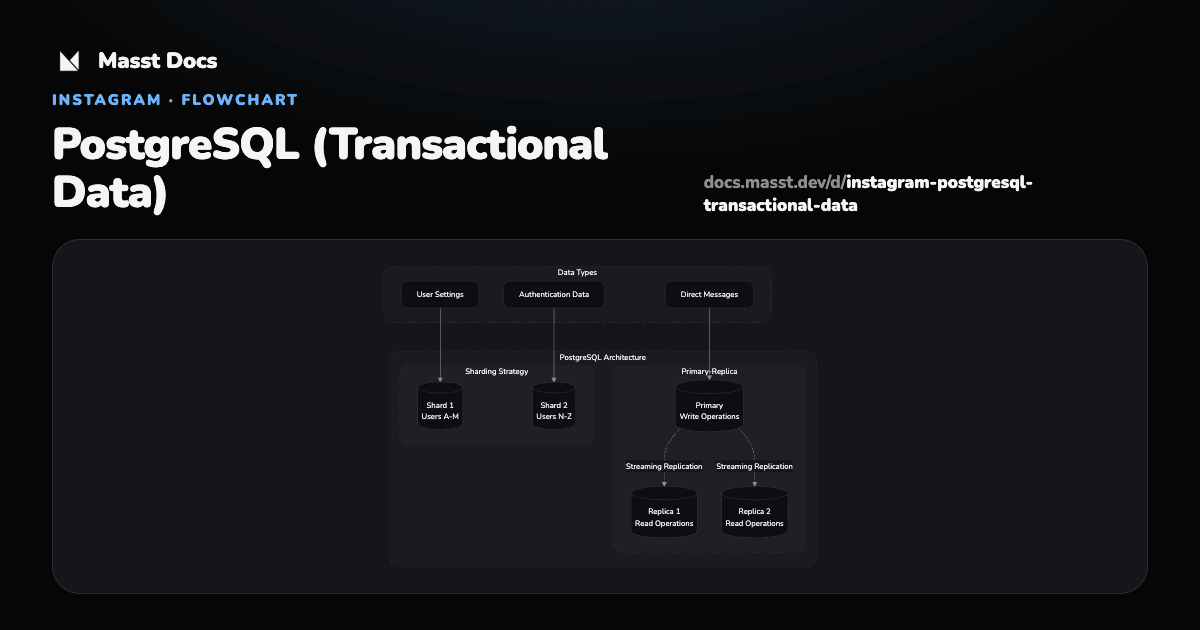 Masst Docs
INSTAGRAM · FLOWCHART
PostgreSQL (Transactional
Data)
docs.masst.dev/d/instagram-postgresql-
transactional-data
Data Types
User Settings
Authentication Data
Direct Messages
PostgreSQL Architecture
Sharding Strategy
Primary-Replica
Shard 1
Users A-M
Shard 2
Users N-Z
Primary
Write Operations
Streaming Replication
Streaming Replication
Replica 1
Read Operations
Replica 2
Read Operations